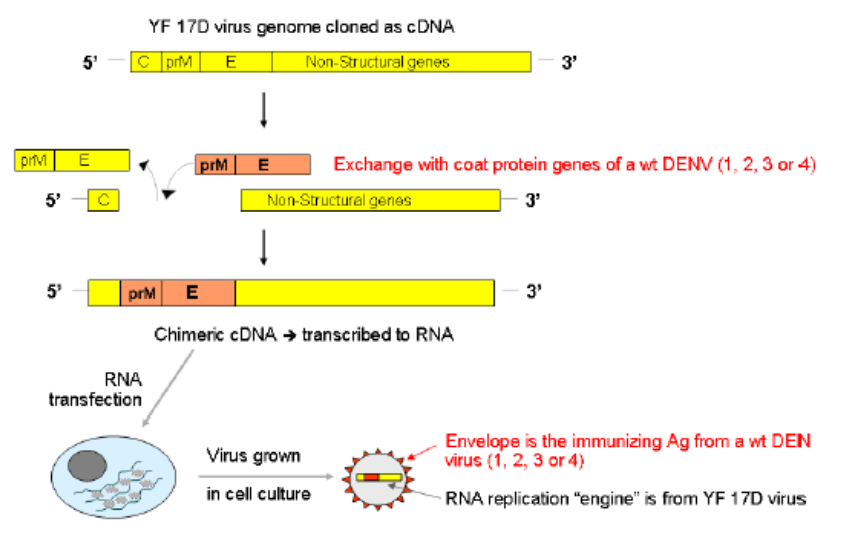 YF 17D virus genome cloned as cDNA
5' C prM E Non-Structural genes 3'
prM E prM E Exchange with coat protein genes of a wt DENV (1, 2, 3 or 4)
5' C Non-Structural genes 3'
5' prM E 3'
Chimeric cDNA → transcribed to RNA
RNA
transfection
Virus grown
in cell culture
Envelope is the immunizing Ag from a wt DEN
virus (1, 2, 3 or 4)
RNA replication “engine” is from YF 17D virus